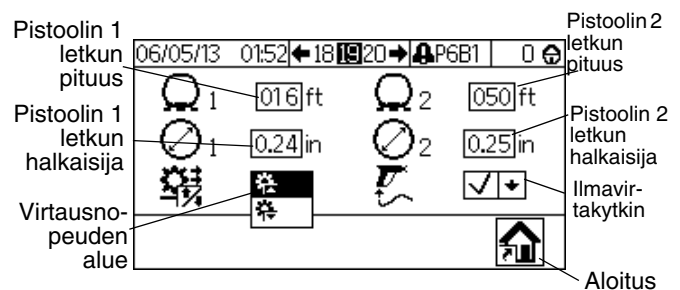 Pistoolin 1
letkun
pituus
Pistoolin 2
letkun
pituus
06/05/13 01:52 18 19 20 P6B1 0
1 016 ft 2 050 ft
Pistoolin 1
letkun
halkaisija
Pistoolin 2
letkun
halkaisija
1 0.24 in 2 0.25 in
Virtausno-
peuden
alue
Ilmavir-
takytkin
Aloitus